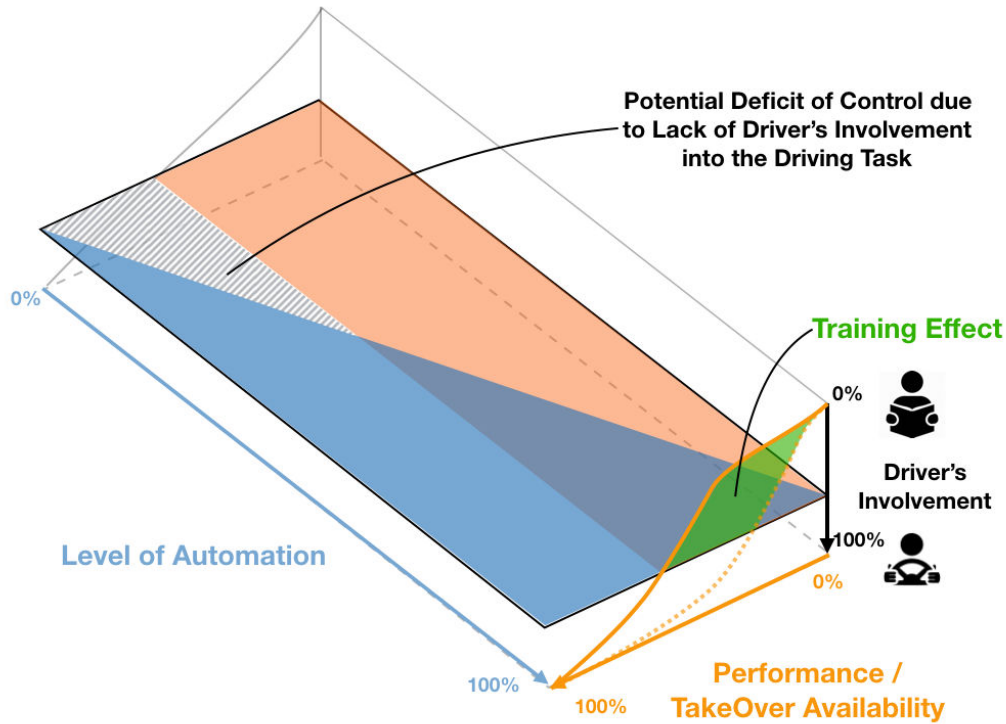 Potential Deficit of Control due
to Lack of Driver's Involvement
into the Driving Task
0%
Training Effect
0%
Driver's
Involvement
100%
0%
Level of Automation
100%
100%
Performance /
TakeOver Availability